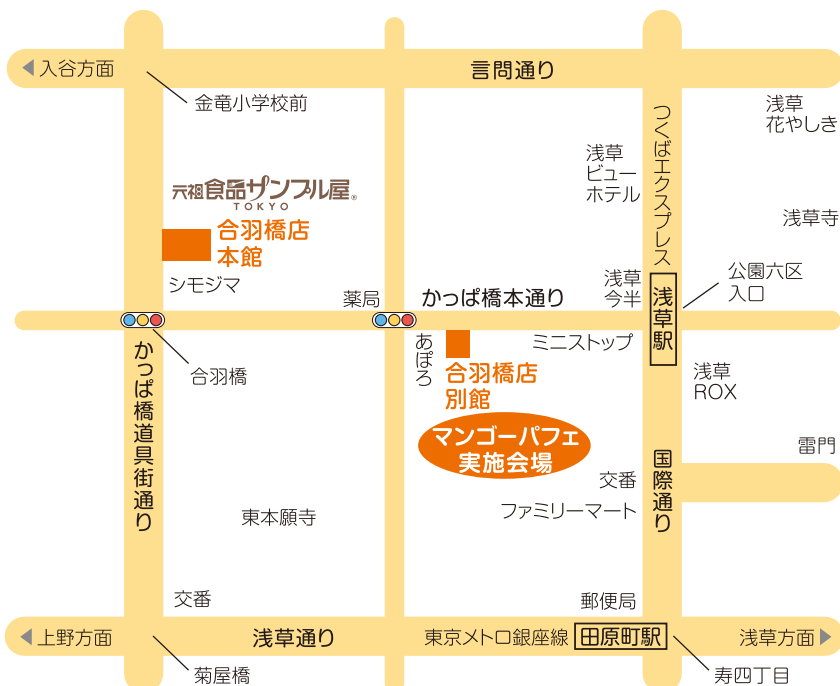 入谷方面
言問通り
金竜小学校前
浅草
花やしき
つくばエクスプレス
浅草
ビュー
ホテル
元祖食品サンプル屋®
TOKYO
合羽橋店
本館
浅草寺
シモジマ
薬局
かっぱ橋本通り
浅草
今半
浅草駅
公園六区
入口
合羽橋
あぽろ
ミニストップ
合羽橋店
別館
浅草
ROX
かっぱ橋道具街通り
マンゴーパフェ
実施会場
雷門
国際通り
交番
ファミリーマート
東本願寺
交番
郵便局
上野方面
浅草通り
東京メトロ銀座線
田原町駅
浅草方面
菊屋橋
寿四丁目